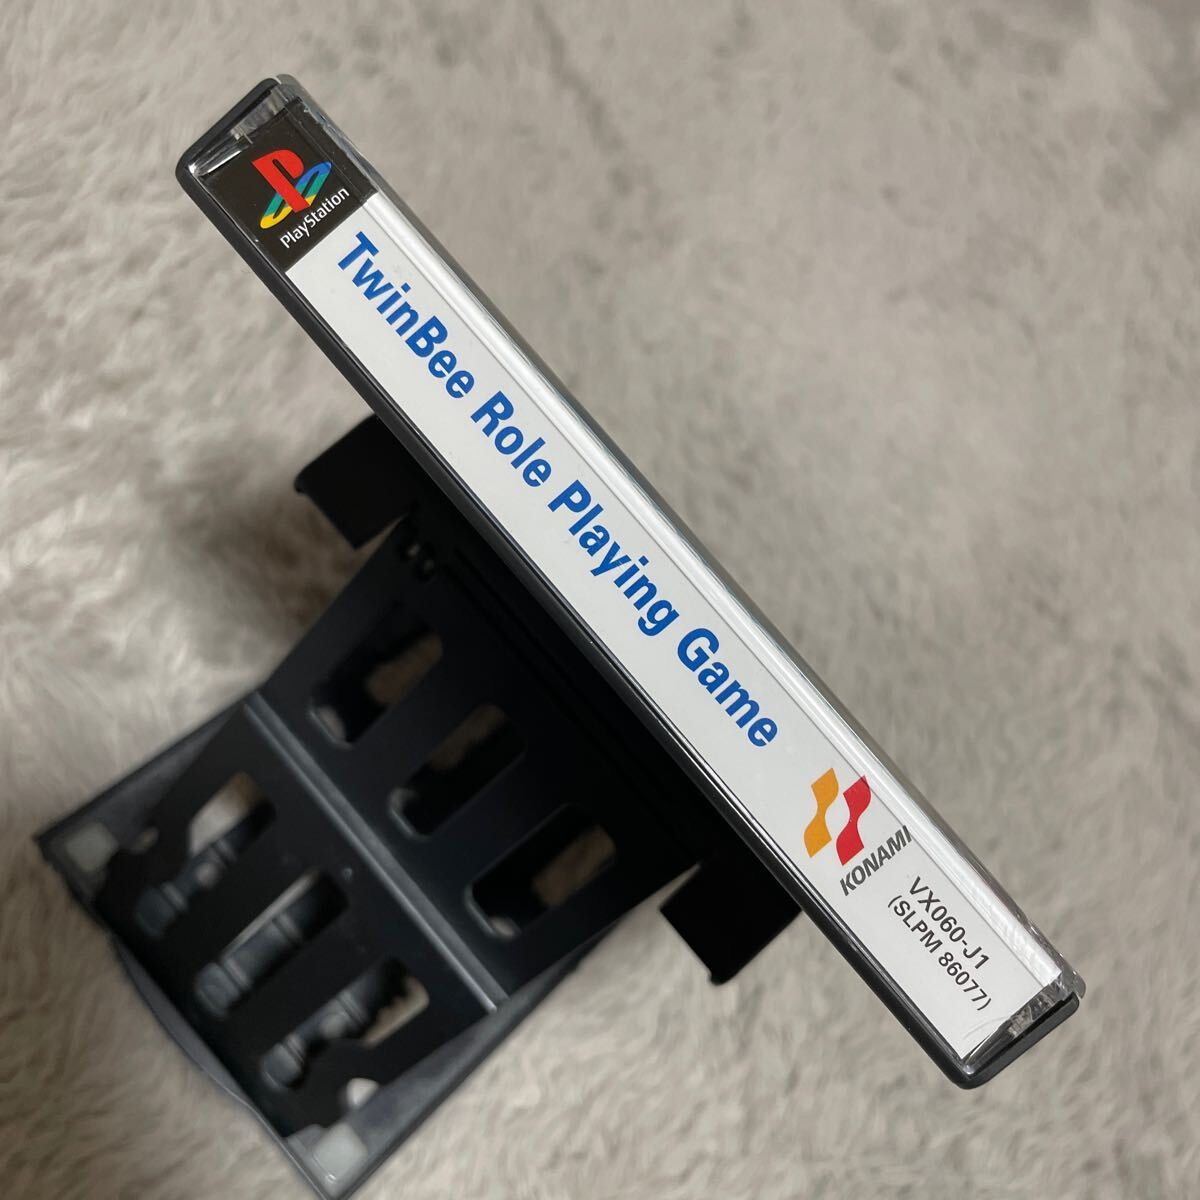 PlayStation
TwinBee Role Playing Game
KONAMI
VX060-J1
(SLPM 86077)